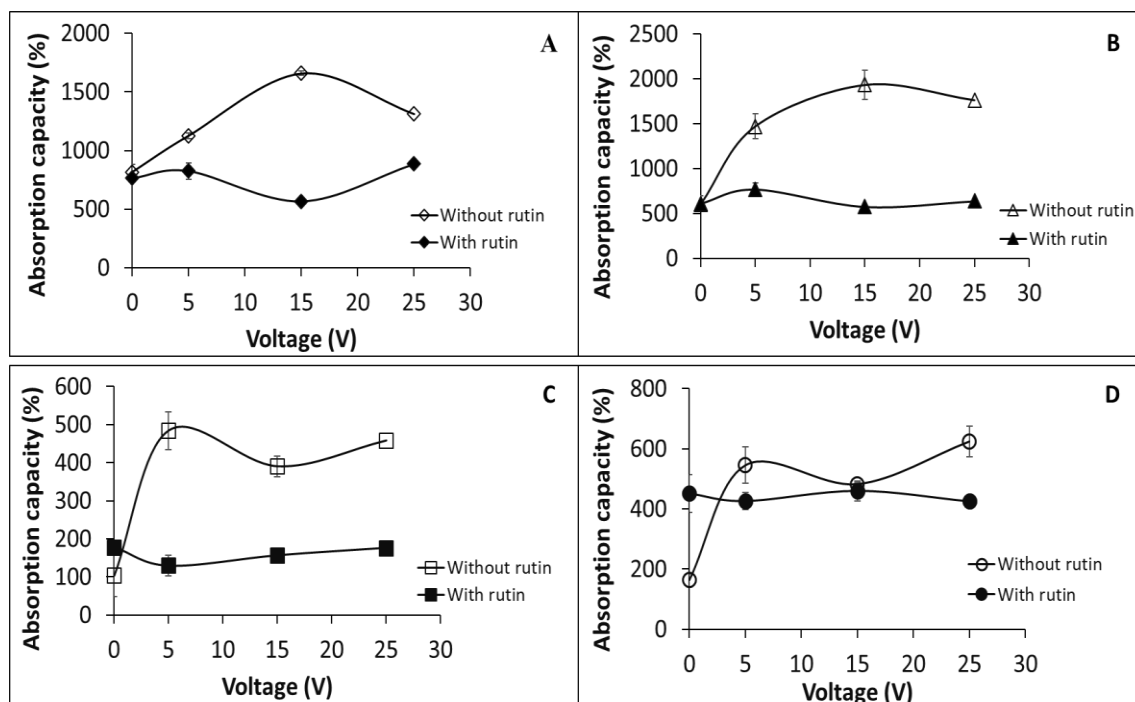 A
Absorption capacity (%)
2000
1500
1000
500
0
0 5 10 15 20 25 30
Voltage (V)
Without rutin
With rutin
B
Absorption capacity (%)
2500
2000
1500
1000
500
0
0 5 10 15 20 25 30
Voltage (V)
Without rutin
With rutin
C
Absorption capacity (%)
600
500
400
300
200
100
0
0 5 10 15 20 25 30
Voltage (V)
Without rutin
With rutin
D
Absorption capacity (%)
800
600
400
200
0
0 5 10 15 20 25 30
Voltage (V)
Without rutin
With rutin